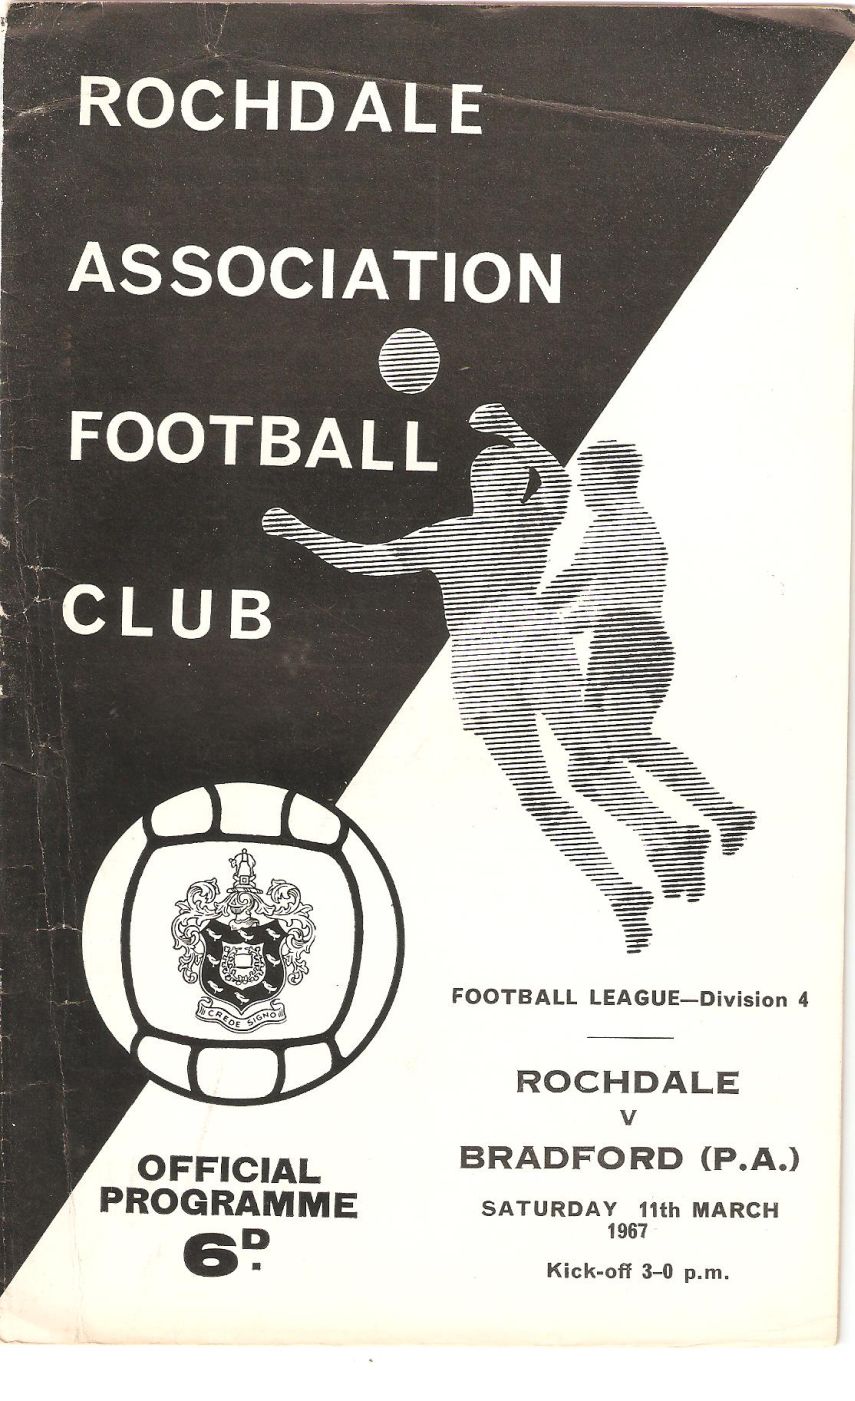 ROCHDALE
ASSOCIATION
FOOTBALL
CLUB
CREDE SIGNO
FOOTBALL LEAGUE—Division 4
ROCHDALE
V
BRADFORD (P.A.)
SATURDAY 11th MARCH
1967
Kick-off 3-0 p.m.
OFFICIAL
PROGRAMME
6D.